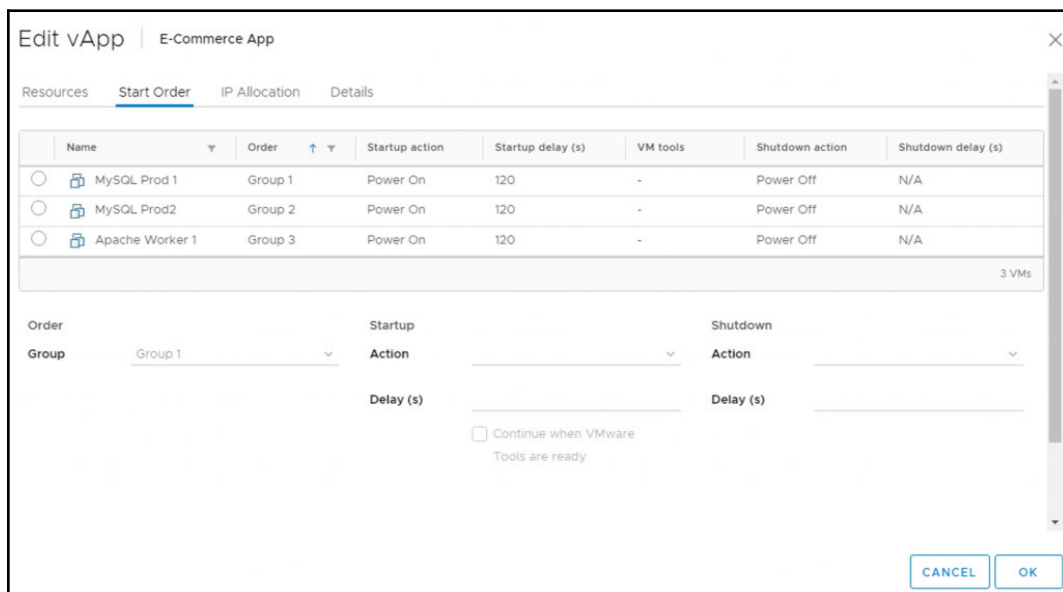 Edit vApp E-Commerce App
Resources Start Order IP Allocation Details
Name Order Startup action Startup delay (s) VM tools Shutdown action Shutdown delay (s)
MySQL Prod 1 Group 1 Power On 120 - Power Off N/A
MySQL Prod2 Group 2 Power On 120 - Power Off N/A
Apache Worker 1 Group 3 Power On 120 - Power Off N/A
3 VMs
Order Startup Shutdown
Group Group 1 Action Action
Delay (s) Delay (s)
Continue when VMware
Tools are ready
CANCEL OK